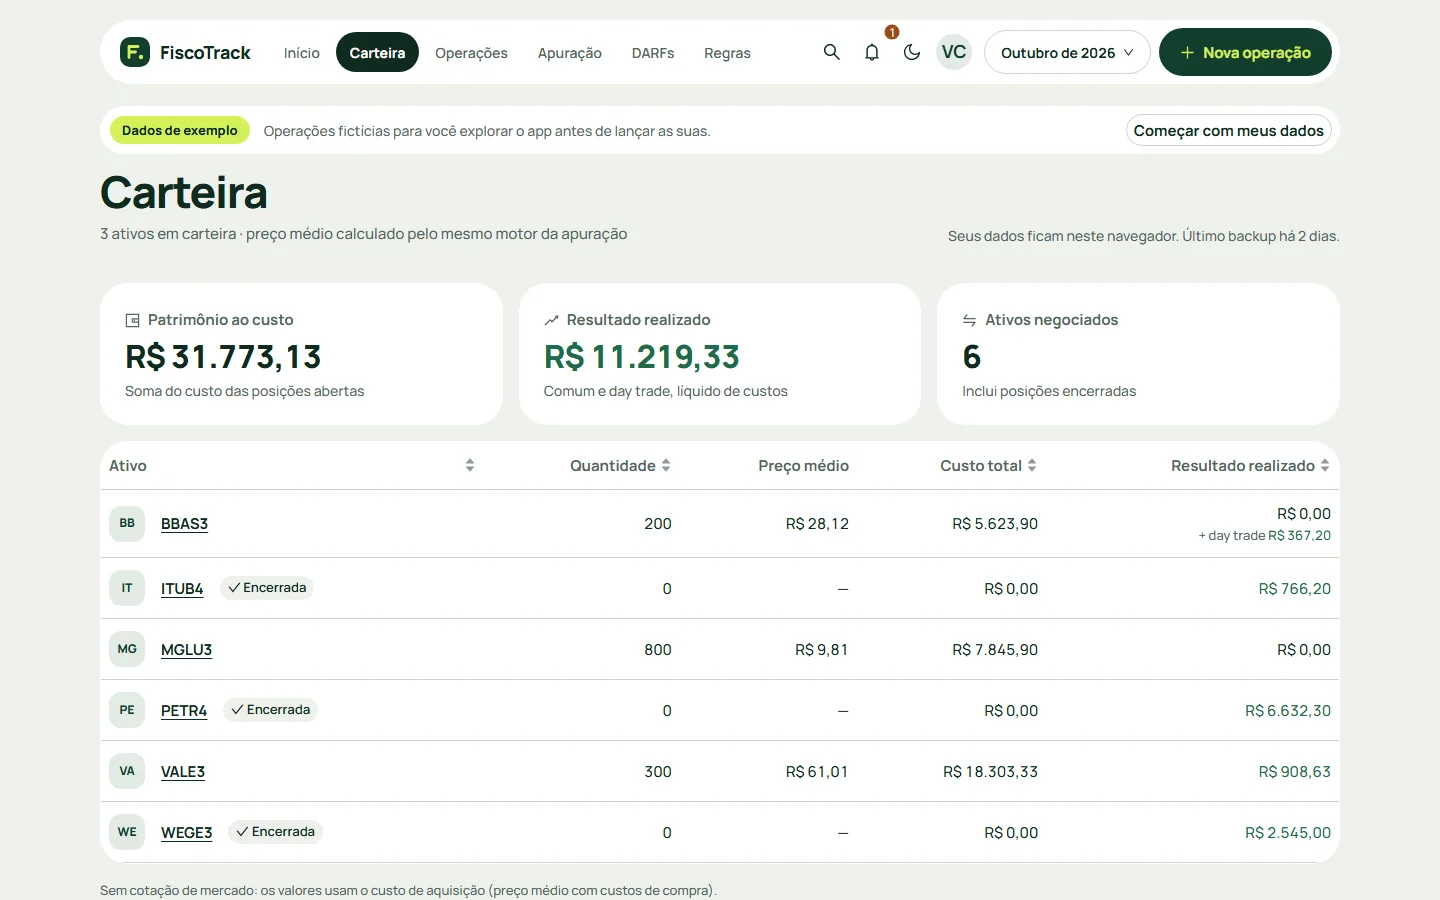 F. FiscoTrack Início Carteira Operações Apuração DARFs Regras 1 VC Outubro de 2026 + Nova operação
Dados de exemplo Operações fictícias para você explorar o app antes de lançar as suas. Começar com meus dados
Carteira
3 ativos em carteira · preço médio calculado pelo mesmo motor da apuração
Seus dados ficam neste navegador. Último backup há 2 dias.
Patrimônio ao custo
R$ 31.773,13
Soma do custo das posições abertas
Resultado realizado
R$ 11.219,33
Comum e day trade, líquido de custos
Ativos negociados
6
Inclui posições encerradas
Ativo Quantidade Preço médio Custo total Resultado realizado
BB BBAS3 200 R$ 28,12 R$ 5.623,90 R$ 0,00
+ day trade R$ 367,20
IT ITUB4 Encerrada 0 — R$ 0,00 R$ 766,20
MG MGLU3 800 R$ 9,81 R$ 7.845,90 R$ 0,00
PE PETR4 Encerrada 0 — R$ 0,00 R$ 6.632,30
VA VALE3 300 R$ 61,01 R$ 18.303,33 R$ 908,63
WE WEGE3 Encerrada 0 — R$ 0,00 R$ 2.545,00
Sem cotação de mercado: os valores usam o custo de aquisição (preço médio com custos de compra).